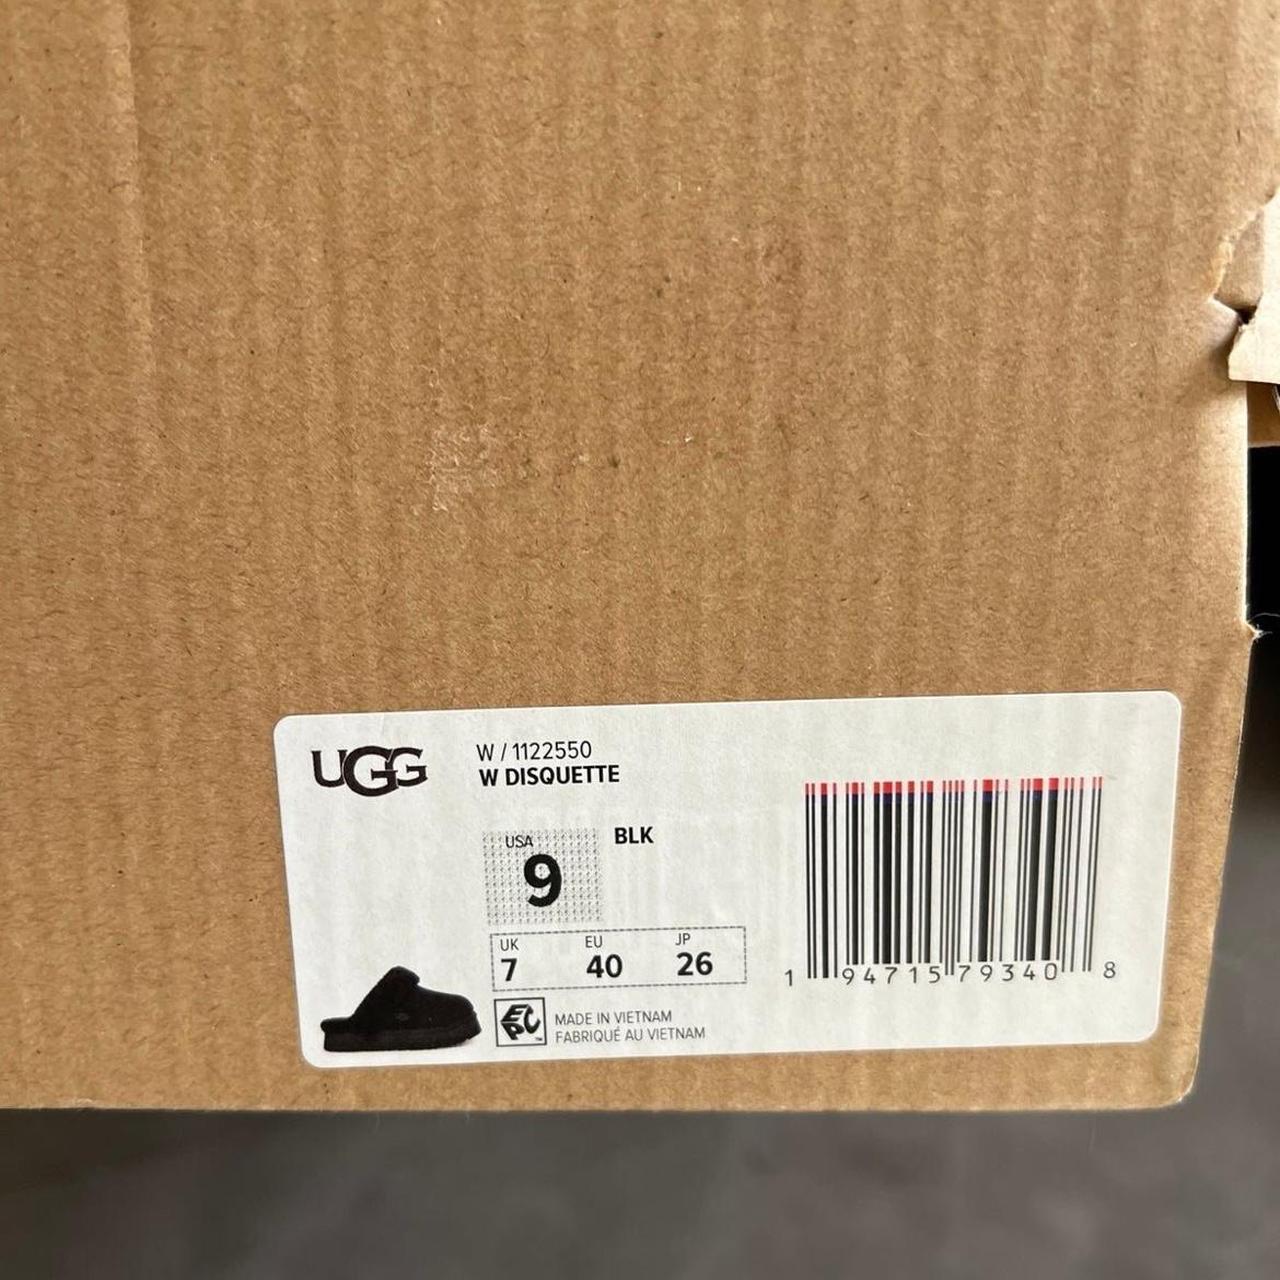 UGG
W / 1122550
W DISQUETTE
USA
9
BLK
UK EU JP
7 40 26
EPC™
MADE IN VIETNAM
FABRIQUÉ AU VIETNAM
1 94715 79340 8